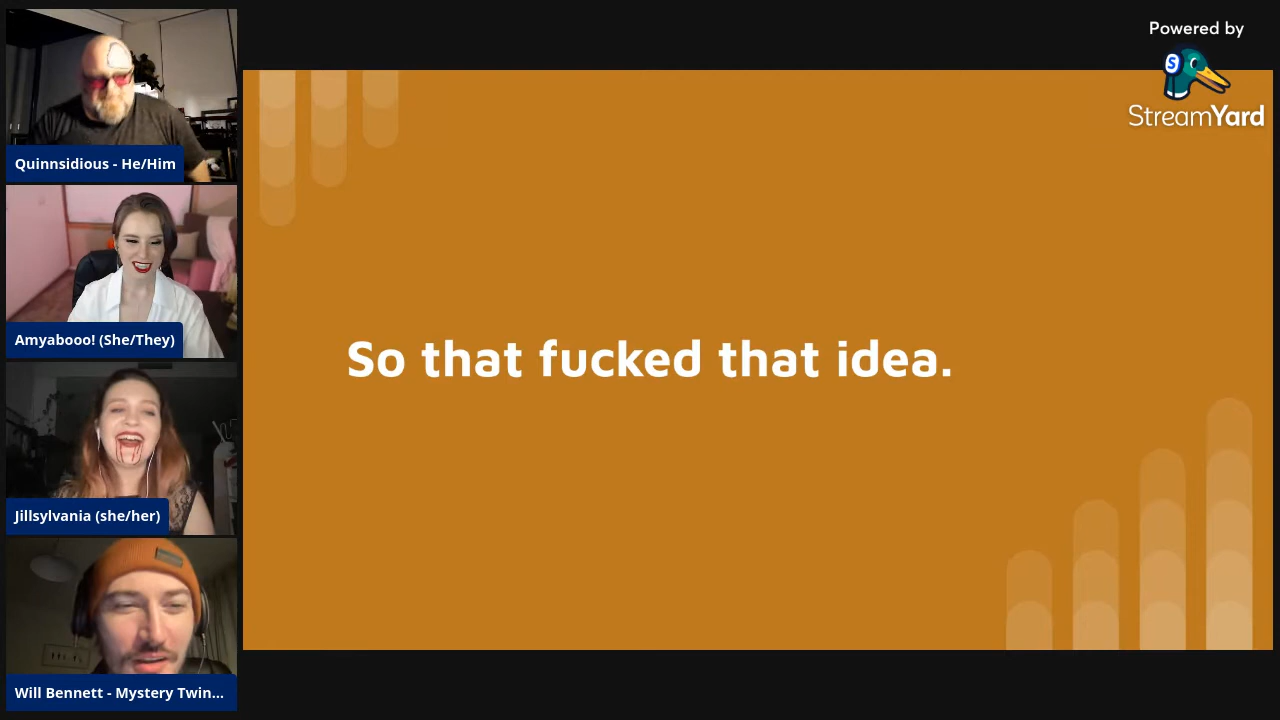 Powered by
StreamYard
Quinnsidious - He/Him
So that fucked that idea.
Amyabooo! (She/They)
Jillsylvania (she/her)
Will Bennett - Mystery Twin...